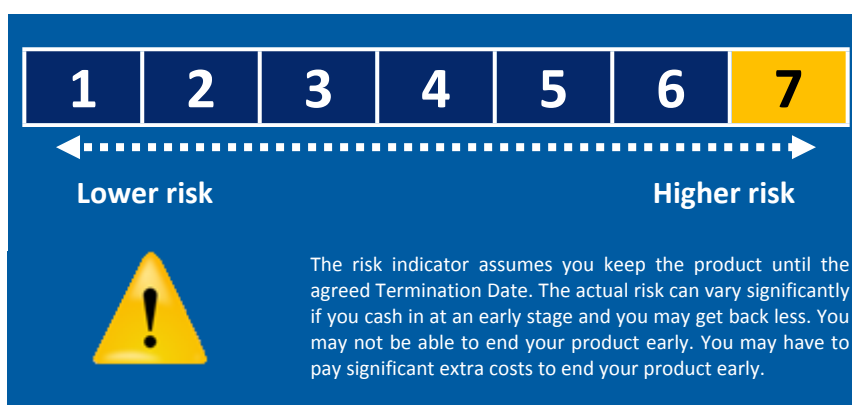 1 2 3 4 5 6 7
Lower risk Higher risk
The risk indicator assumes you keep the product until the
agreed Termination Date. The actual risk can vary significantly
if you cash in at an early stage and you may get back less. You
may not be able to end your product early. You may have to
pay significant extra costs to end your product early.